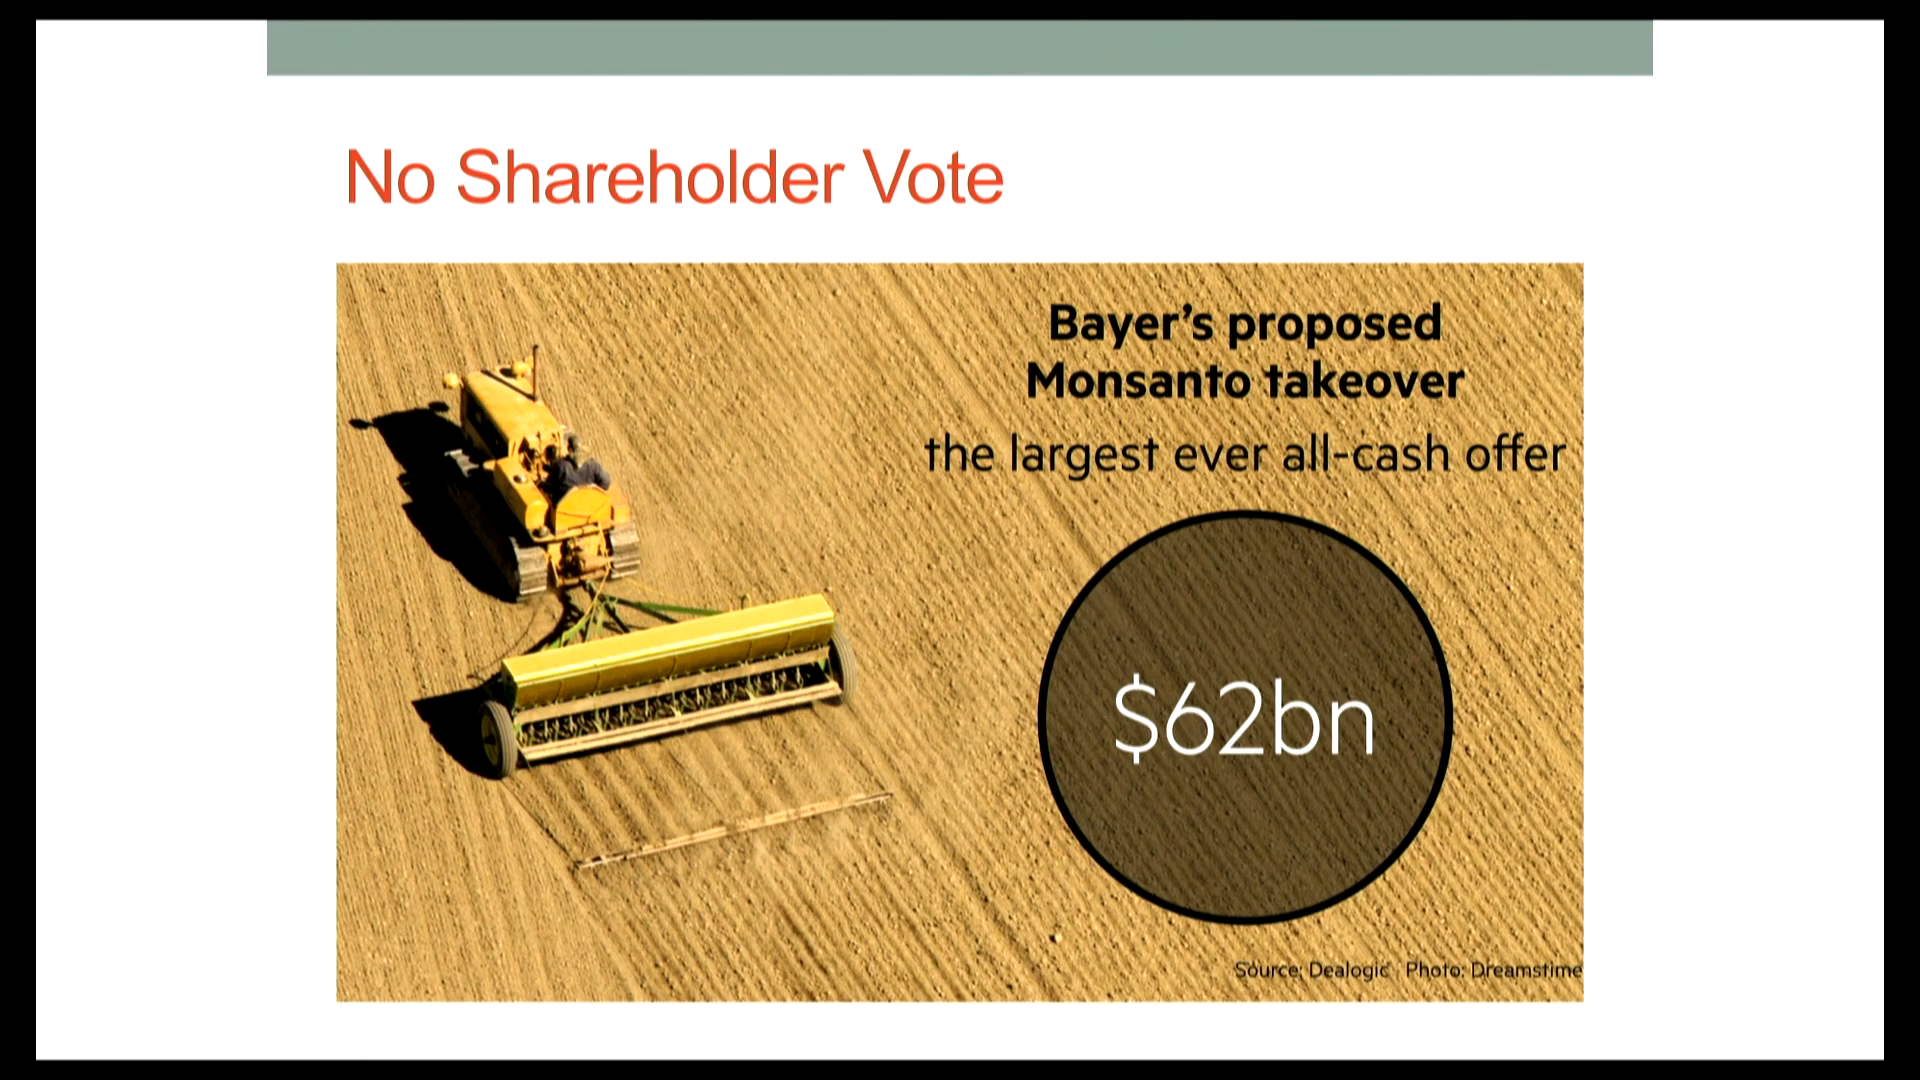 No Shareholder Vote
Bayer’s proposed
Monsanto takeover
the largest ever all-cash offer
$62bn
Source: Dealogic Photo: Dreamstime